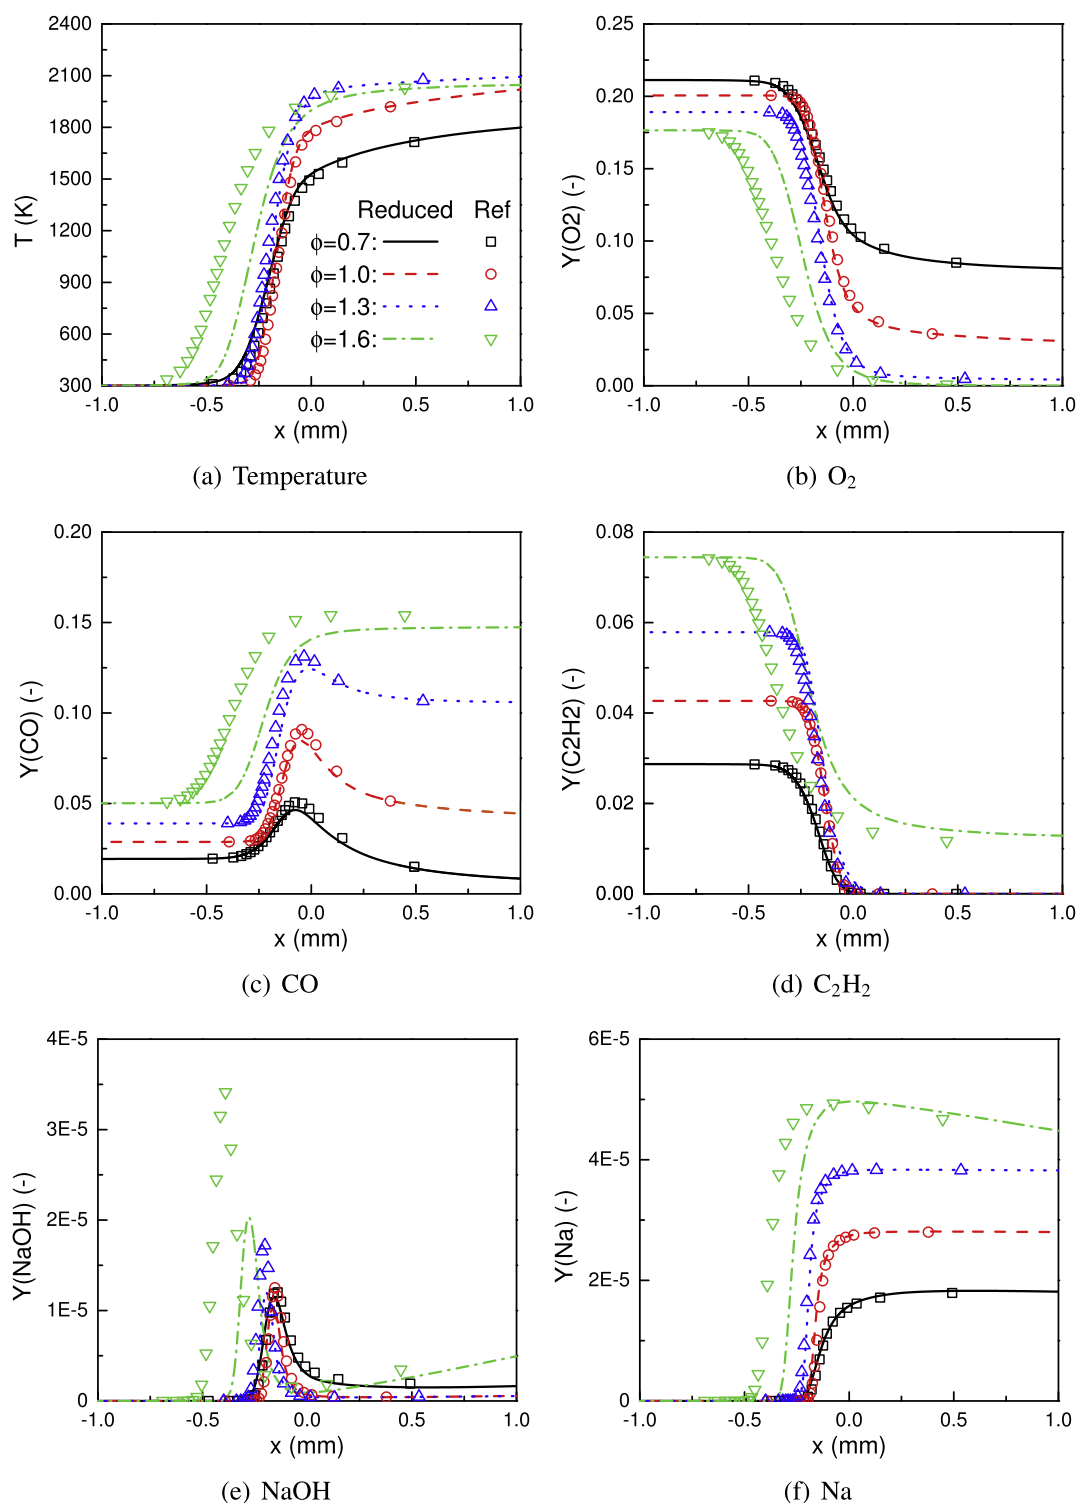 2400
2100
1800
1500
1200
900
600
300
T (K)
Reduced Ref
ϕ=0.7:
ϕ=1.0:
ϕ=1.3:
ϕ=1.6:
-1.0 -0.5 0.0 0.5 1.0
x (mm)
(a) Temperature
0.25
0.20
0.15
0.10
0.05
0.00
Y(O2) (-)
-1.0 -0.5 0.0 0.5 1.0
x (mm)
(b) O₂
0.20
0.15
0.10
0.05
0.00
Y(CO) (-)
-1.0 -0.5 0.0 0.5 1.0
x (mm)
(c) CO
0.08
0.06
0.04
0.02
0.00
Y(C2H2) (-)
-1.0 -0.5 0.0 0.5 1.0
x (mm)
(d) C₂H₂
4E-5
3E-5
2E-5
1E-5
0
Y(NaOH) (-)
-1.0 -0.5 0.0 0.5 1.0
x (mm)
(e) NaOH
6E-5
4E-5
2E-5
0
Y(Na) (-)
-1.0 -0.5 0.0 0.5 1.0
x (mm)
(f) Na